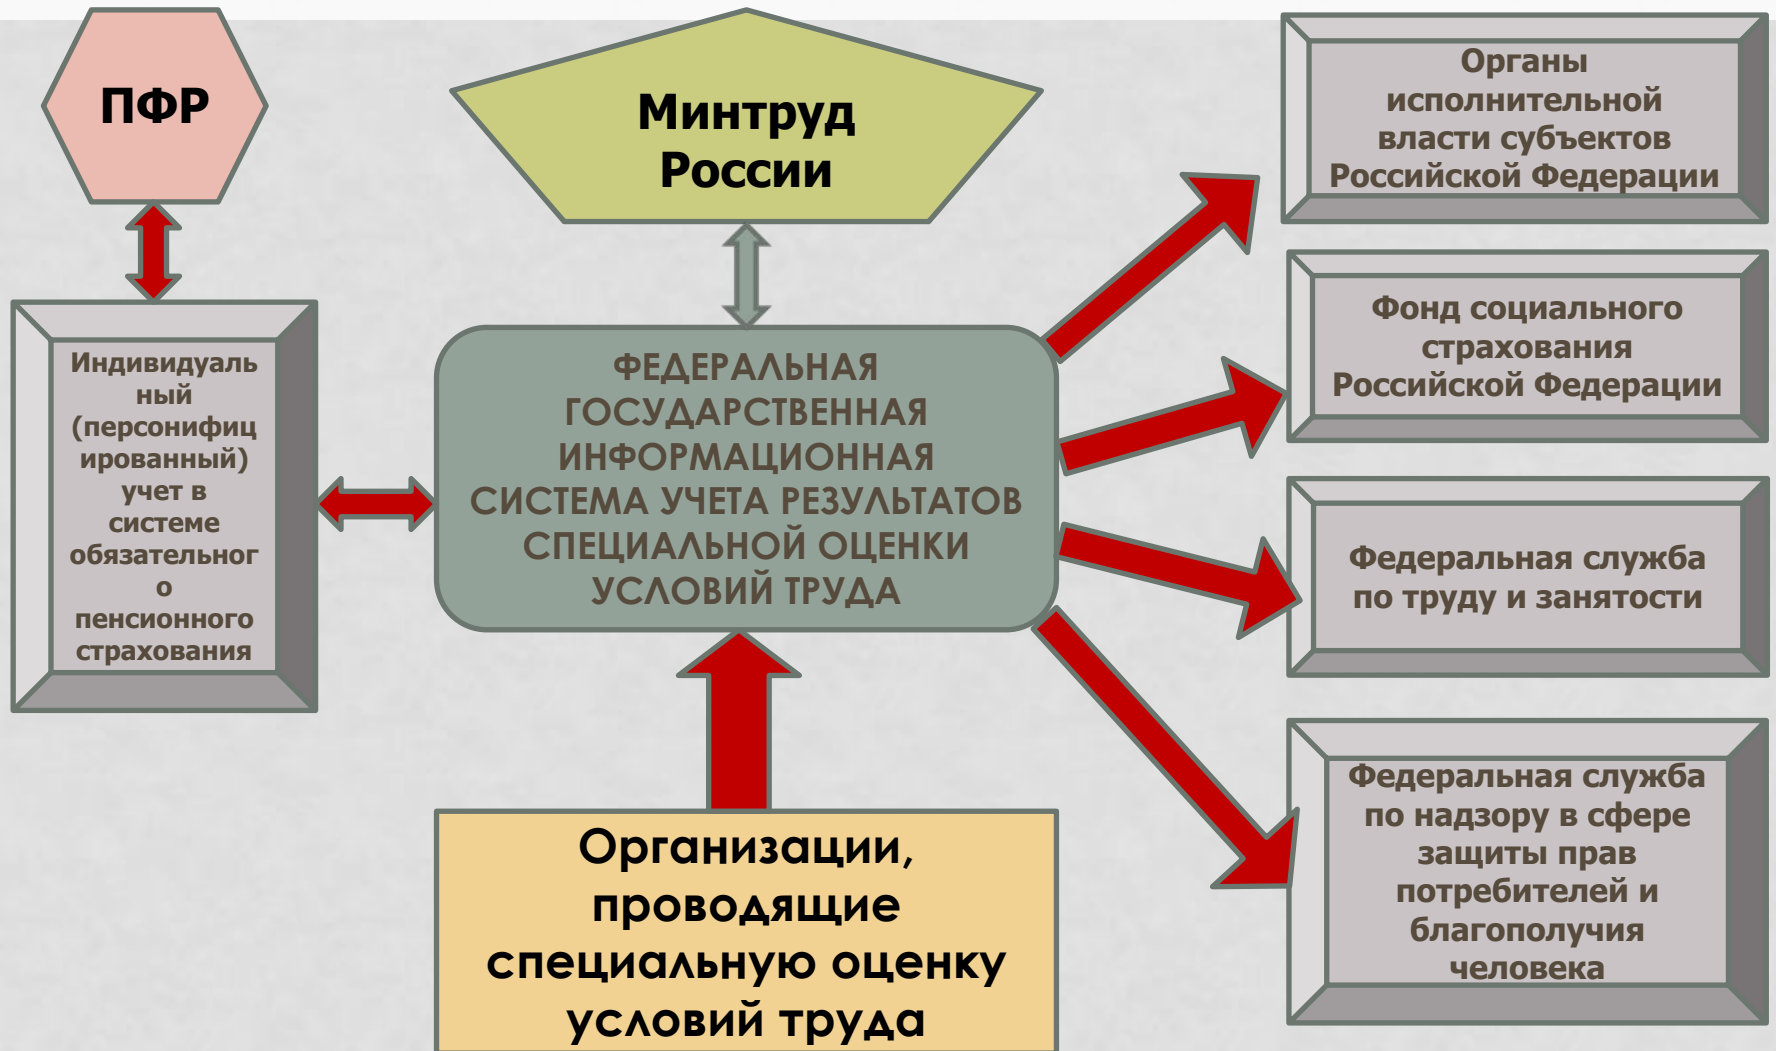 ПФР
Минтруд
России
Органы
исполнительной
власти субъектов
Российской Федерации
Фонд социального
страхования
Российской Федерации
Индивидуаль
ный
(персонифиц
ированный)
учет в
системе
обязательног
о
пенсионного
страхования
ФЕДЕРАЛЬНАЯ
ГОСУДАРСТВЕННАЯ
ИНФОРМАЦИОННАЯ
СИСТЕМА УЧЕТА РЕЗУЛЬТАТОВ
СПЕЦИАЛЬНОЙ ОЦЕНКИ
УСЛОВИЙ ТРУДА
Федеральная служба
по труду и занятости
Федеральная служба
по надзору в сфере
защиты прав
потребителей и
благополучия
человека
Организации,
проводящие
специальную оценку
условий труда